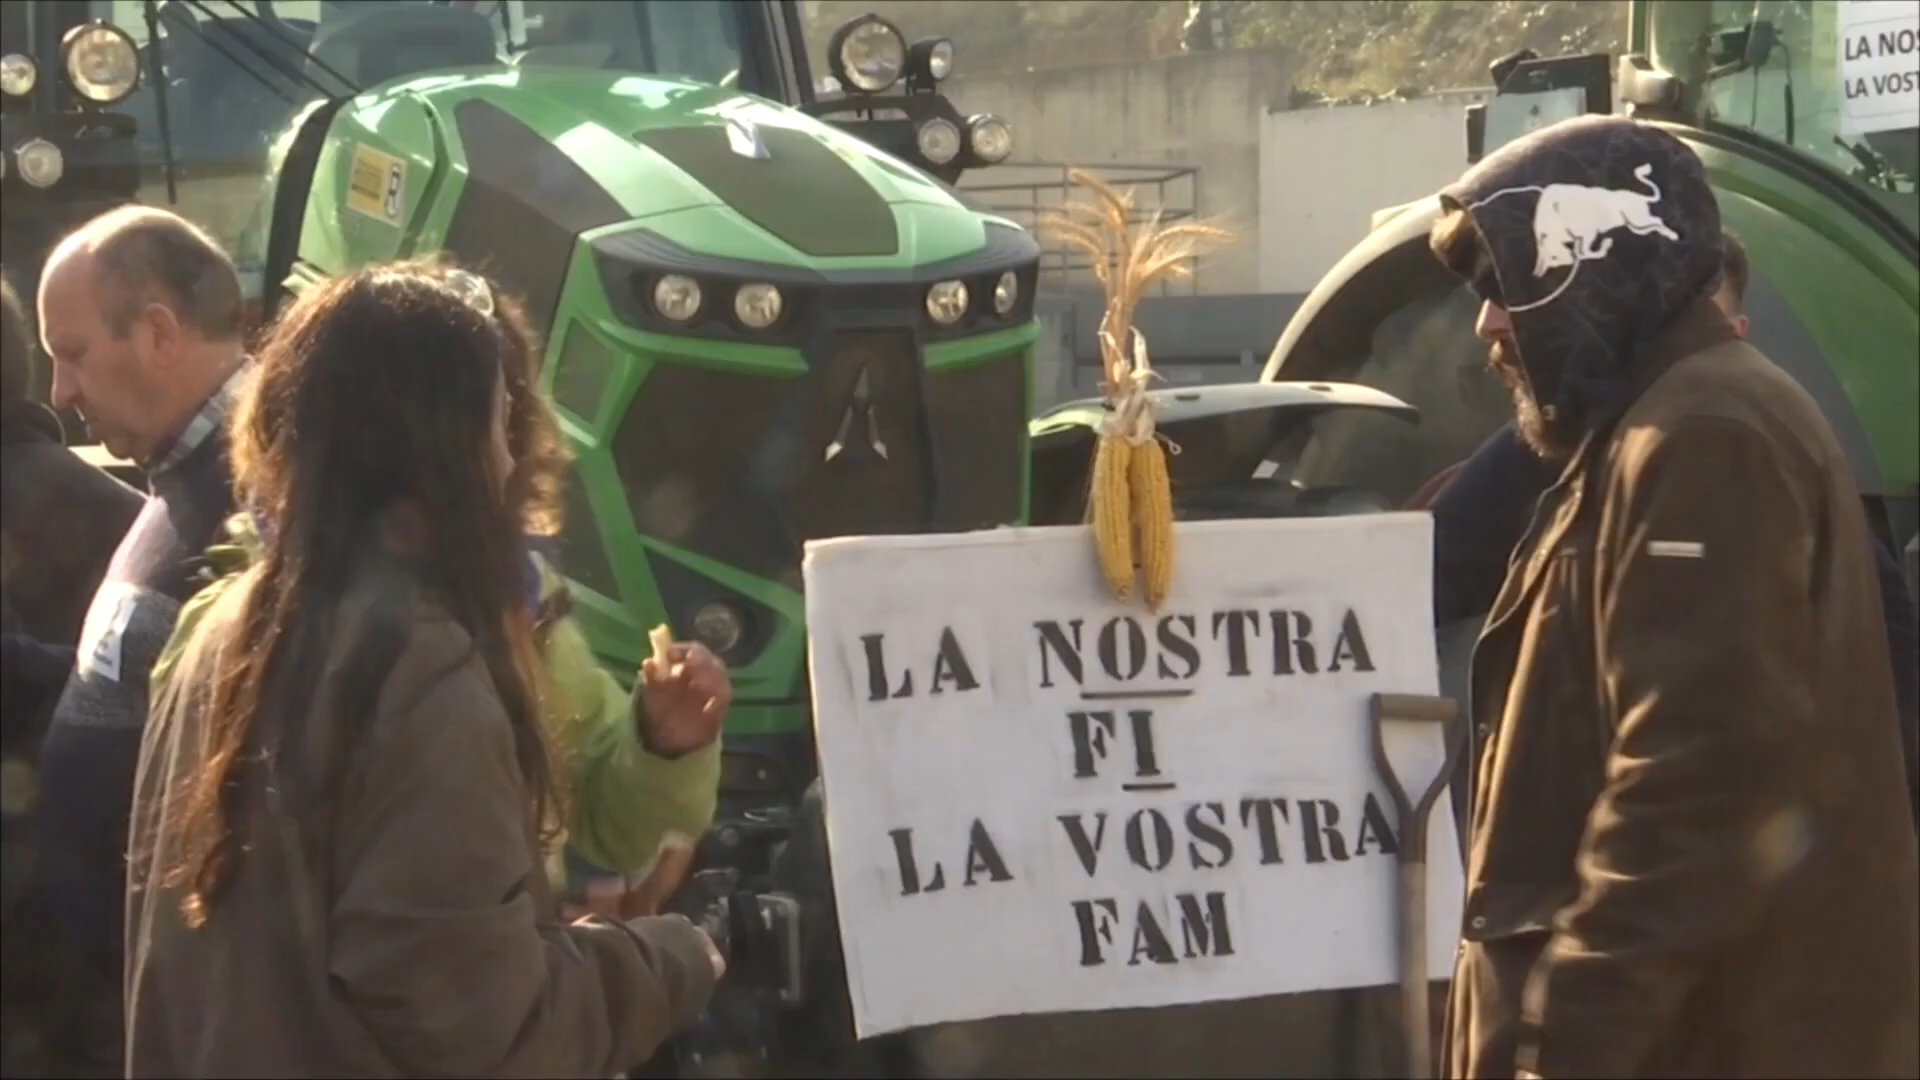 LA NOSTRA
FI
LA VOSTRA
FAM
LA NOS
LA VOST
R